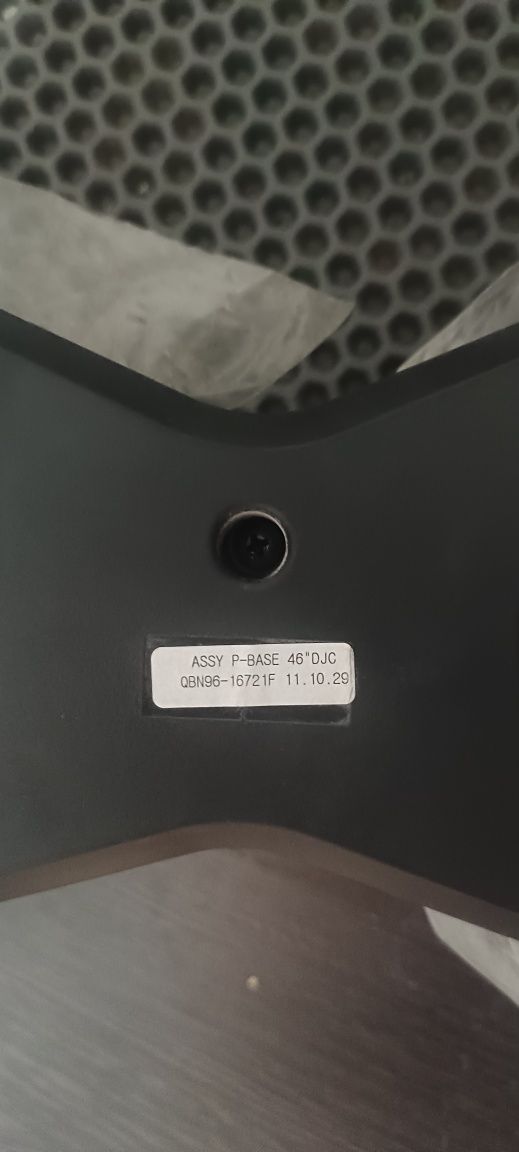 ASSY P-BASE 46"DJC
QBN96-16721F 11.10.29